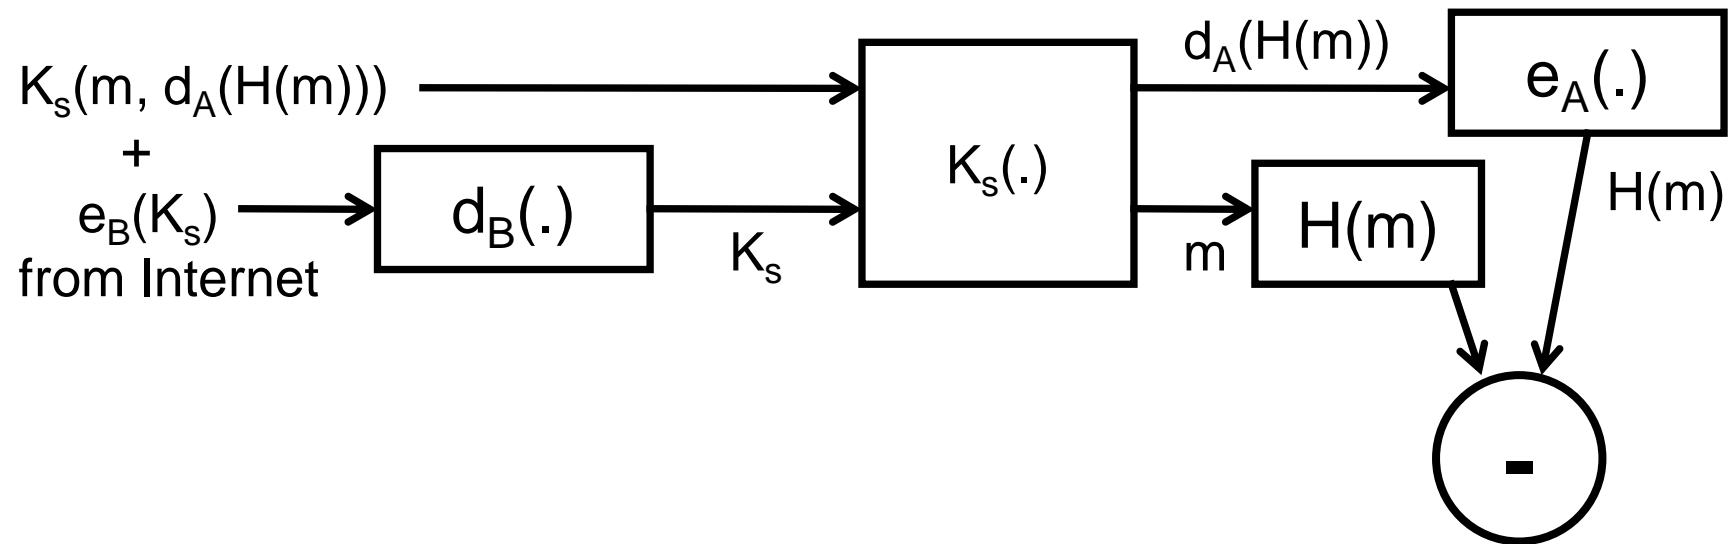 K_s(m, d_A(H(m)))
+
e_B(K_s)
from Internet
d_B(.)
K_s
K_s(.)
d_A(H(m))
e_A(.)
m
H(m)
H(m)
-